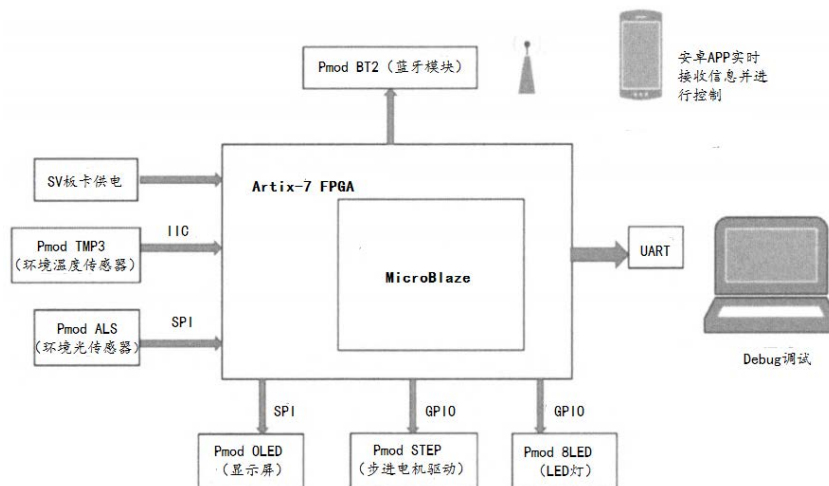 Pmod BT2（蓝牙模块）
安卓APP实时
接收信息并进
行控制
SV板卡供电
Artix-7 FPGA
IIC
Pmod TMP3
（环境温度传感器）
MicroBlaze
UART
SPI
Pmod ALS
（环境光传感器）
Debug调试
SPI
GPIO
GPIO
Pmod OLED
（显示屏）
Pmod STEP
（步进电机驱动）
Pmod 8LED
（LED灯）